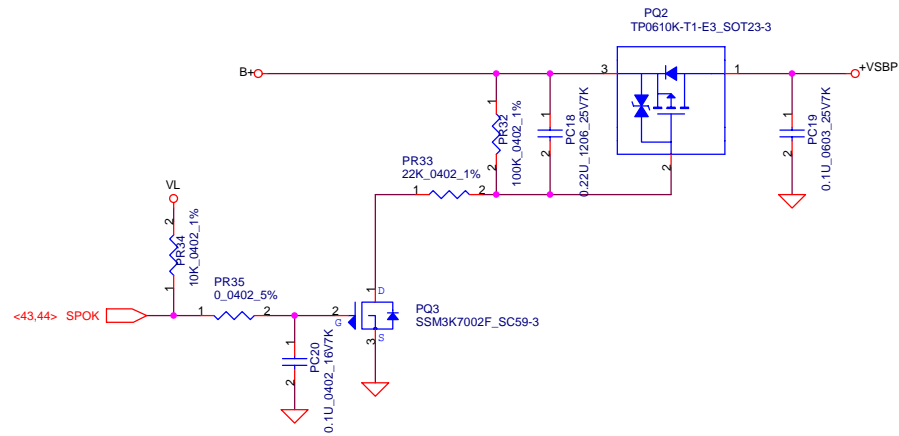 PQ2
TP0610K-T1-E3_SOT23-3
B+
3
1
+VSBP
1
PR32
100K_0402_1%
2
1
PC18
0.22U_1206_25V7K
2
1
PC19
0.1U_0603_25V7K
2
2
PR33
22K_0402_1%
1
2
VL
2
PR34
10K_0402_1%
1
PR35
0_0402_5%
<43,44>
SPOK
1
2
2
G
1
D
S
3
PQ3
SSM3K7002F_SC59-3
1
PC20
0.1U_0402_16V7K
2